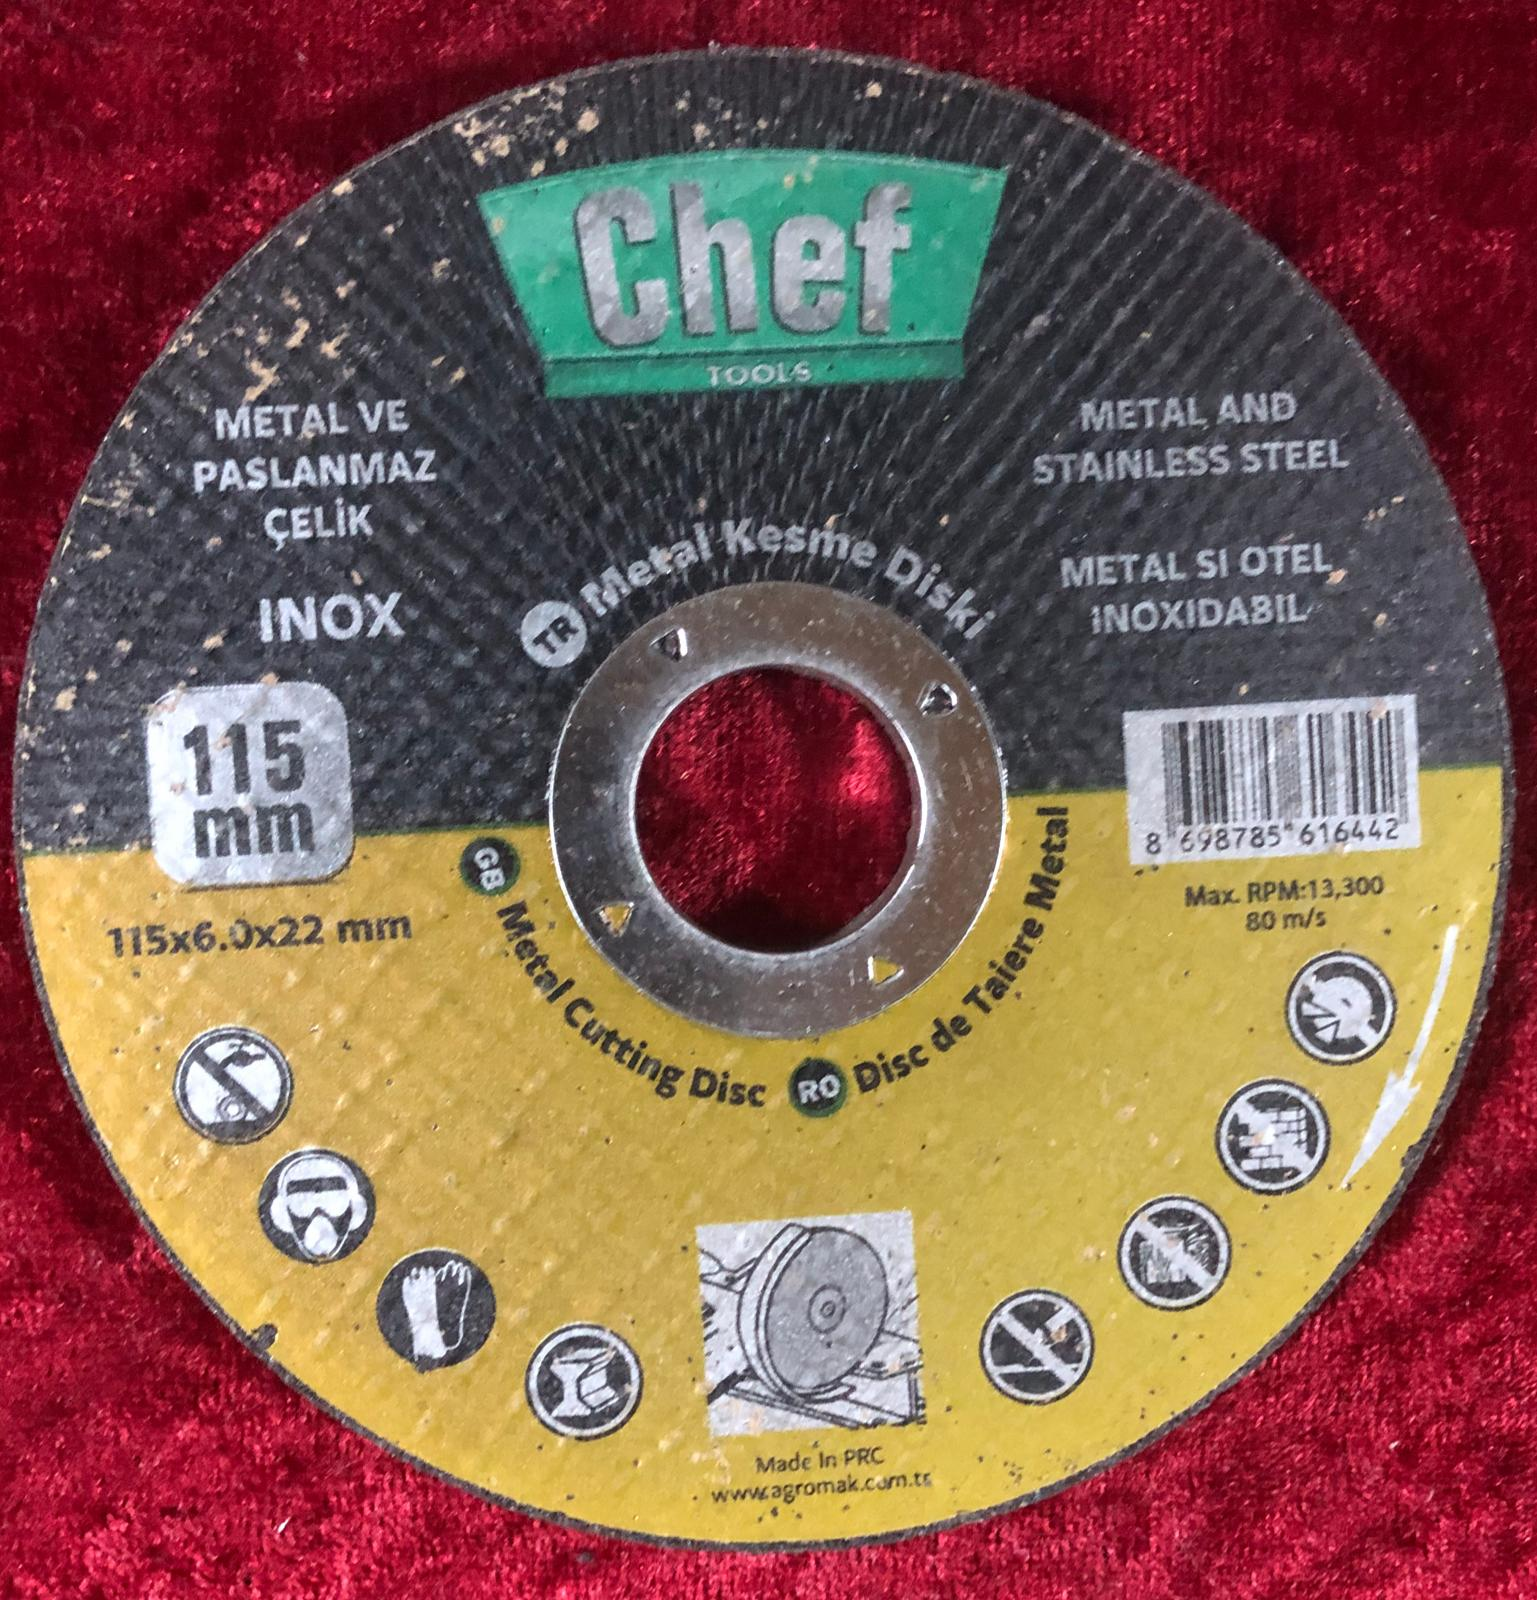 Chef
TOOLS
METAL VE
PASLANMAZ
ÇELİK
INOX
METAL AND
STAINLESS STEEL
METAL SI OTEL
INOXIDABIL
TR Metal Kesme Diski
115
mm
115x6.0x22 mm
8 698785 616442
Max. RPM:13,300
80 m/s
GB Metal Cutting Disc
RO Disc de Taiere Metal
Made In PRC
www.agromak.com.tr